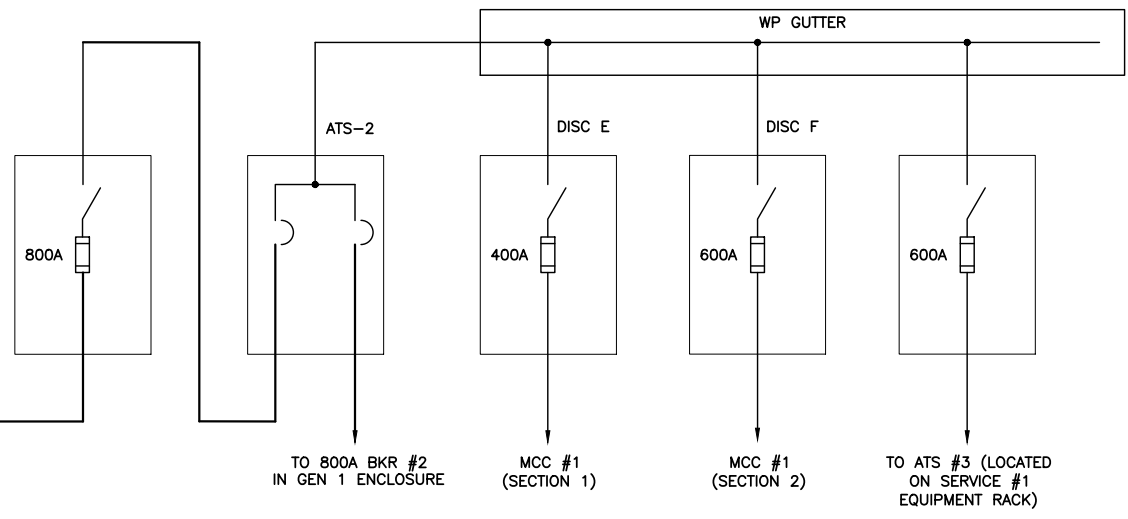 WP GUTTER
ATS-2
DISC E
DISC F
800A
400A
600A
600A
TO 800A BKR #2
IN GEN 1 ENCLOSURE
MCC #1
(SECTION 1)
MCC #1
(SECTION 2)
TO ATS #3 (LOCATED
ON SERVICE #1
EQUIPMENT RACK)